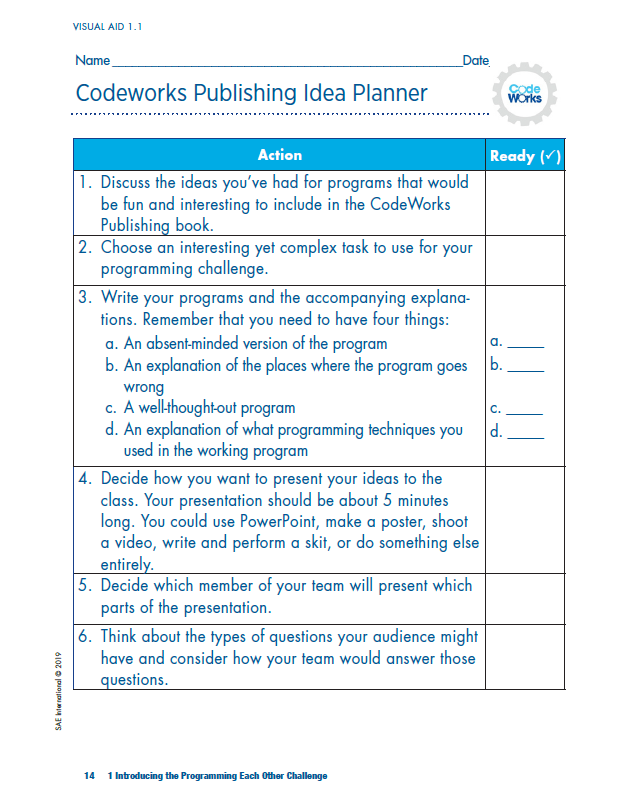 VISUAL AID 1.1
Name ________________________________________ Date
Codeworks Publishing Idea Planner
Code
Works
Action
Ready (✓)
1. Discuss the ideas you’ve had for programs that would
be fun and interesting to include in the CodeWorks
Publishing book.
2. Choose an interesting yet complex task to use for your
programming challenge.
3. Write your programs and the accompanying explana-
tions. Remember that you need to have four things:
a. An absent-minded version of the program
a. ____
b. An explanation of the places where the program goes
b. ____
wrong
c. A well-thought-out program
c. ____
d. An explanation of what programming techniques you
d. ____
used in the working program
4. Decide how you want to present your ideas to the
class. Your presentation should be about 5 minutes
long. You could use PowerPoint, make a poster, shoot
a video, write and perform a skit, or do something else
entirely.
5. Decide which member of your team will present which
parts of the presentation.
6. Think about the types of questions your audience might
have and consider how your team would answer those
questions.
SAE International © 2019
14 1 Introducing the Programming Each Other Challenge